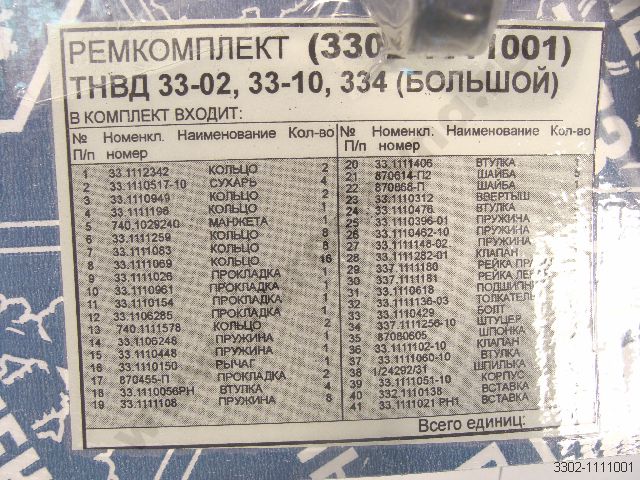 РЕМКОМПЛЕКТ (3302-1111001)
ТНВД 33-02, 33-10, 334 (БОЛЬШОЙ)
В КОМПЛЕКТ ВХОДИТ:
№ П/п Номенкл. номер Наименование Кол-во
1 33.1112342 КОЛЬЦО 2
2 33.1110517-10 СУХАРЬ 4
3 33.1110949 КОЛЬЦО 1
4 33.1111196 КОЛЬЦО 1
5 740.1029240 МАНЖЕТА 1
6 33.1111259 КОЛЬЦО 8
7 33.1111083 КОЛЬЦО 8
8 33.1111069 КОЛЬЦО 16
9 33.1111026 ПРОКЛАДКА 1
10 33.1110961 ПРОКЛАДКА 1
11 33.1110154 ПРОКЛАДКА 1
12 33.1106285 ПРОКЛАДКА 1
13 740.1111578 КОЛЬЦО 2
14 33.1106248 ПРУЖИНА 1
15 33.1110448 ПРУЖИНА 1
16 33.1110150 РЫЧАГ 1
17 870455-П ПРОКЛАДКА 2
18 33.1110056РН ВТУЛКА 4
19 33.1111108 ПРУЖИНА 8
№ П/п Номенкл. номер Наименование Кол-во
20 33.1111406 ВТУЛКА
21 870614-П2 ШАЙБА
22 870868-П ШАЙБА
23 33.1110312 ВВЕРТЫШ
24 33.1110476 ВТУЛКА
25 33.1110396-01 ПРУЖИНА
26 33.1110462-10 ПРУЖИНА
27 33.1111148-02 ПРУЖИНА
28 33.1111282-01 КЛАПАН
29 337.1111180 РЕЙКА
30 337.1111181 РЕЙКА
31 33.1110618
32 33.1111136-03
33 33.1110429 БОЛТ
34 337.1111256-10 ШТУЦЕР
35 87080605 ШПОНКА
36 33.1111102-10 КЛАПАН
37 33.1111060-10 ВТУЛКА
38 1/24292/31 ШПИЛЬКА
39 33.1111051-10 КОРПУС
40 332.1110138 ВСТАВКА
41 33.1111021-РН1 ВСТАВКА
Всего единиц:
3302-1111001